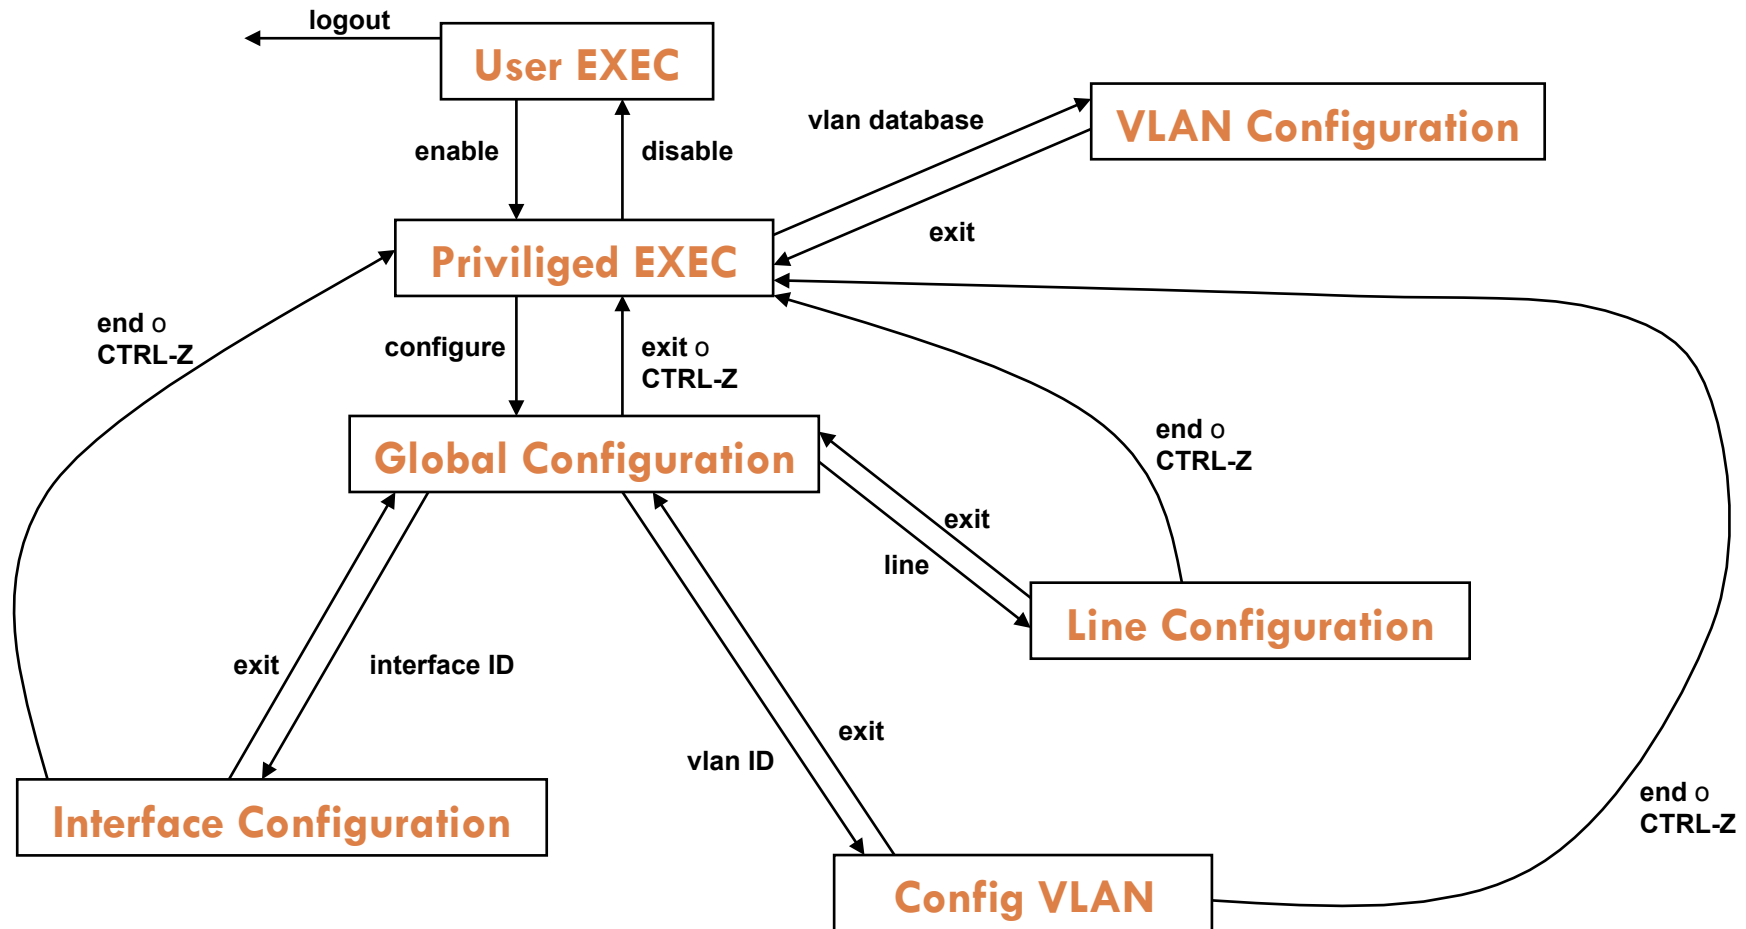 logout
User EXEC
vlan database
VLAN Configuration
enable
disable
exit
Priviliged EXEC
end o
CTRL-Z
configure
exit o
CTRL-Z
Global Configuration
end o
CTRL-Z
exit
line
Line Configuration
exit
interface ID
exit
vlan ID
Interface Configuration
end o
CTRL-Z
Config VLAN